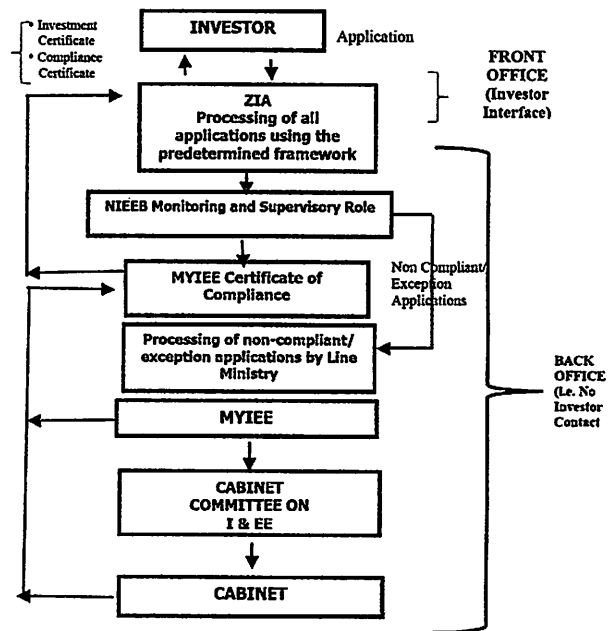 • Investment
Certificate
• Compliance
Certificate
INVESTOR
Application
FRONT
OFFICE
(Investor
Interface)
ZIA
Processing of all
applications using the
predetermined framework
NIEEB Monitoring and Supervisory Role
MYIEE Certificate of
Compliance
Non Compliant/
Exception
Applications
Processing of non-compliant/
exception applications by Line
Ministry
BACK
OFFICE
(i.e. No
Investor
Contact
MYIEE
CABINET
COMMITTEE ON
I & EE
CABINET